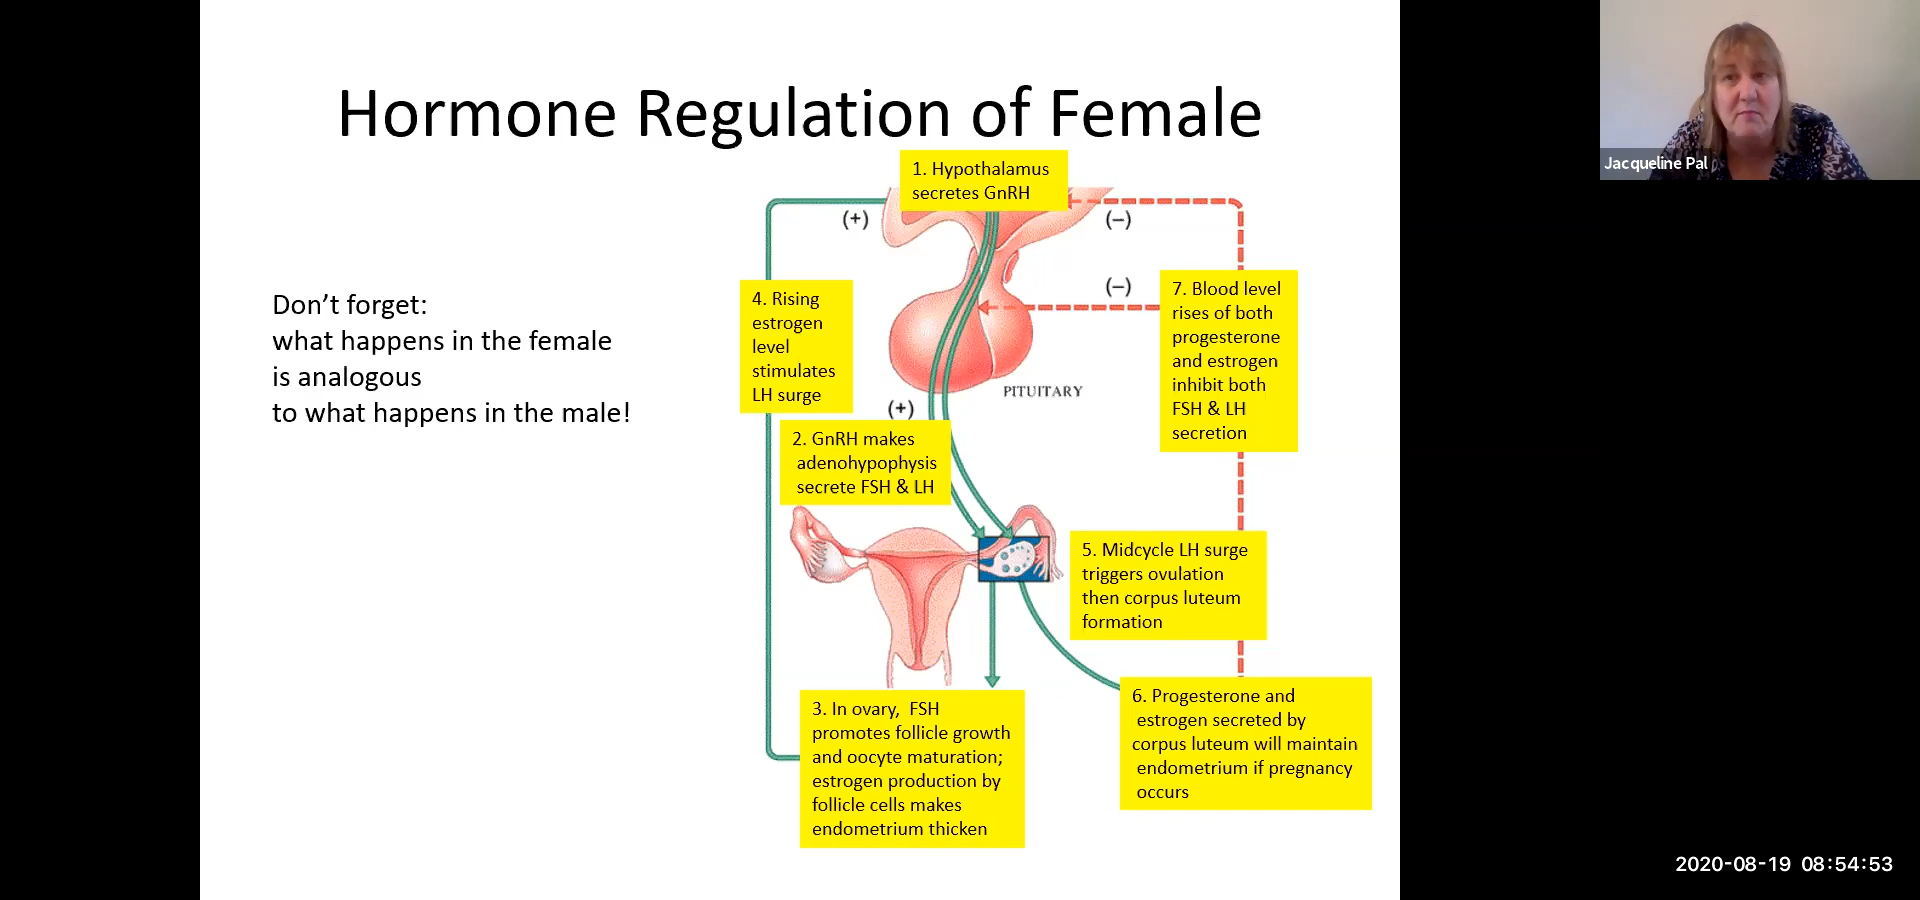 Hormone Regulation of Female
Jacqueline Pal
1. Hypothalamus
secretes GnRH
(+)
(−)
Don’t forget:
what happens in the female
is analogous
to what happens in the male!
4. Rising
estrogen
level
stimulates
LH surge
(−)
7. Blood level
rises of both
progesterone
and estrogen
inhibit both
FSH & LH
secretion
PITUITARY
(+)
2. GnRH makes
adenohypophysis
secrete FSH & LH
5. Midcycle LH surge
triggers ovulation
then corpus luteum
formation
3. In ovary, FSH
promotes follicle growth
and oocyte maturation;
estrogen production by
follicle cells makes
endometrium thicken
6. Progesterone and
estrogen secreted by
corpus luteum will maintain
endometrium if pregnancy
occurs
2020-08-19 08:54:53